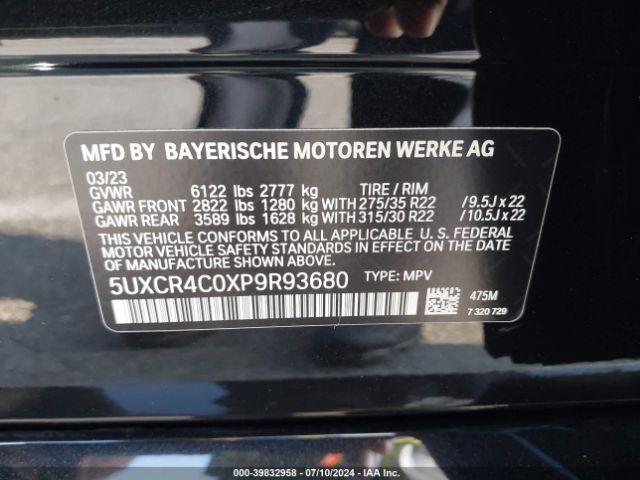 MFD BY BAYERISCHE MOTOREN WERKE AG
03/23
GVWR 6122 lbs 2777 kg TIRE / RIM
GAWR FRONT 2822 lbs 1280 kg WITH 275/35 R22 / 9.5J x 22
GAWR REAR 3589 lbs 1628 kg WITH 315/30 R22 / 10.5J x 22
THIS VEHICLE CONFORMS TO ALL APPLICABLE U. S. FEDERAL
MOTOR VEHICLE SAFETY STANDARDS IN EFFECT ON THE DATE OF
MANUFACTURE SHOWN ABOVE.
5UXCR4C0XP9R93680 TYPE: MPV
475M
7 320 729
000-39832958 - 07/10/2024 - IAA Inc.